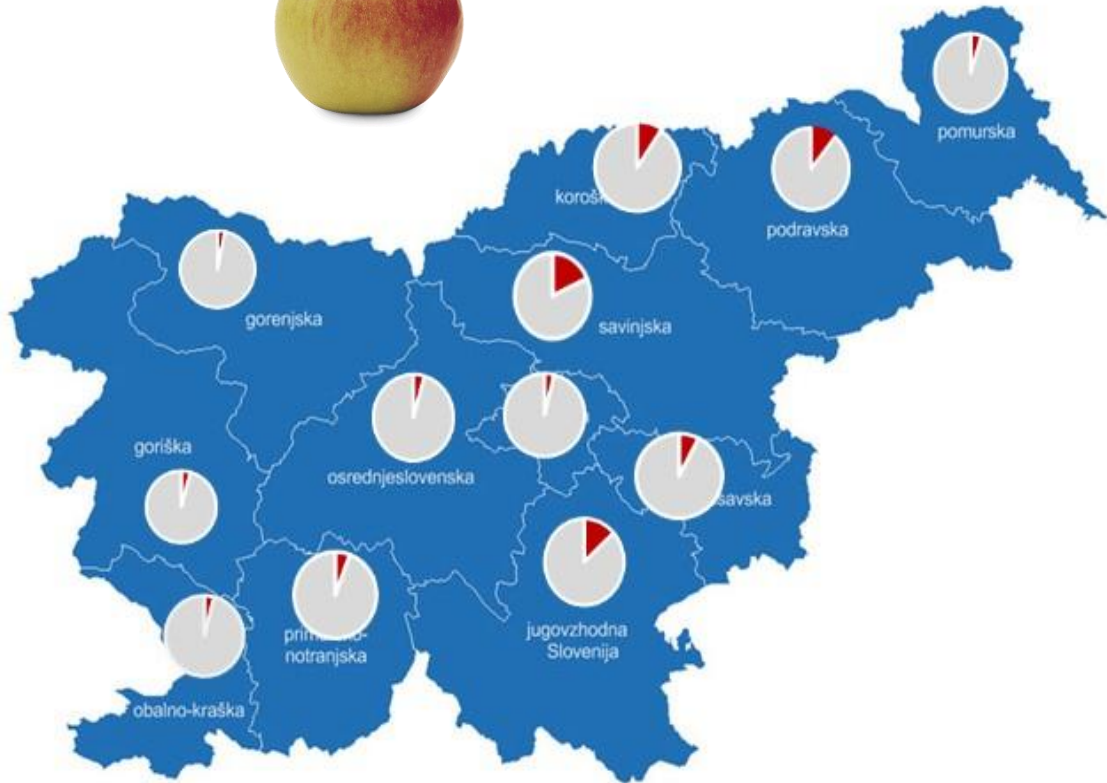 pomurska
podravska
gorenjska
savinjska
goriška
osrednjeslovenska
savska
jugovzhodna
Slovenija
notranjska
obalno-kraška